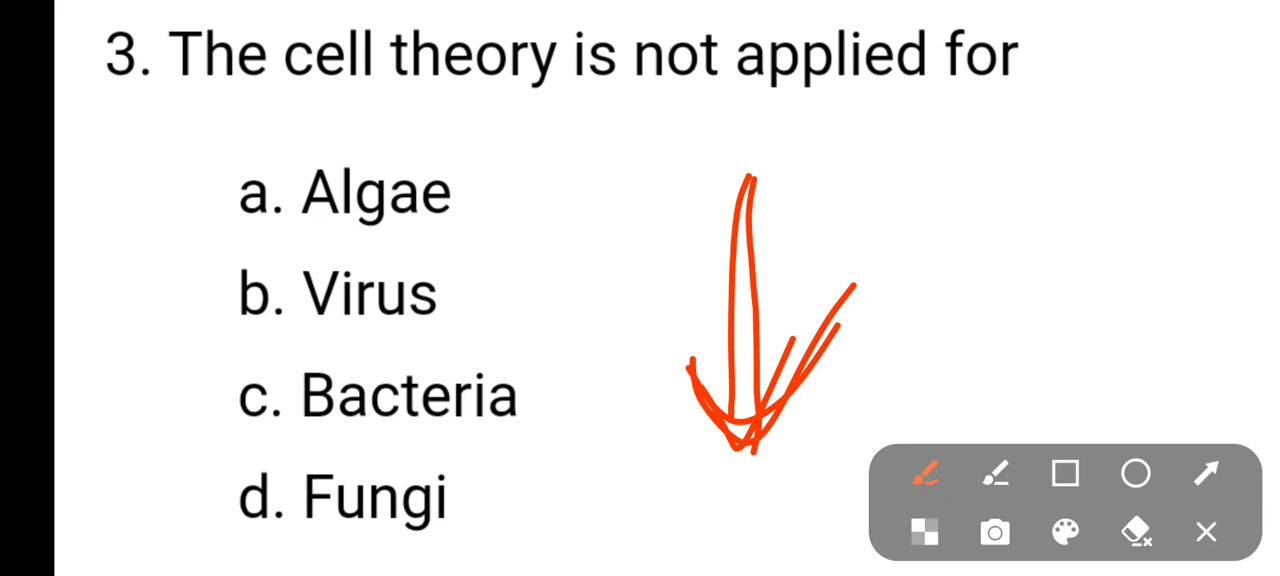 3. The cell theory is not applied for
a. Algae
b. Virus
c. Bacteria
d. Fungi